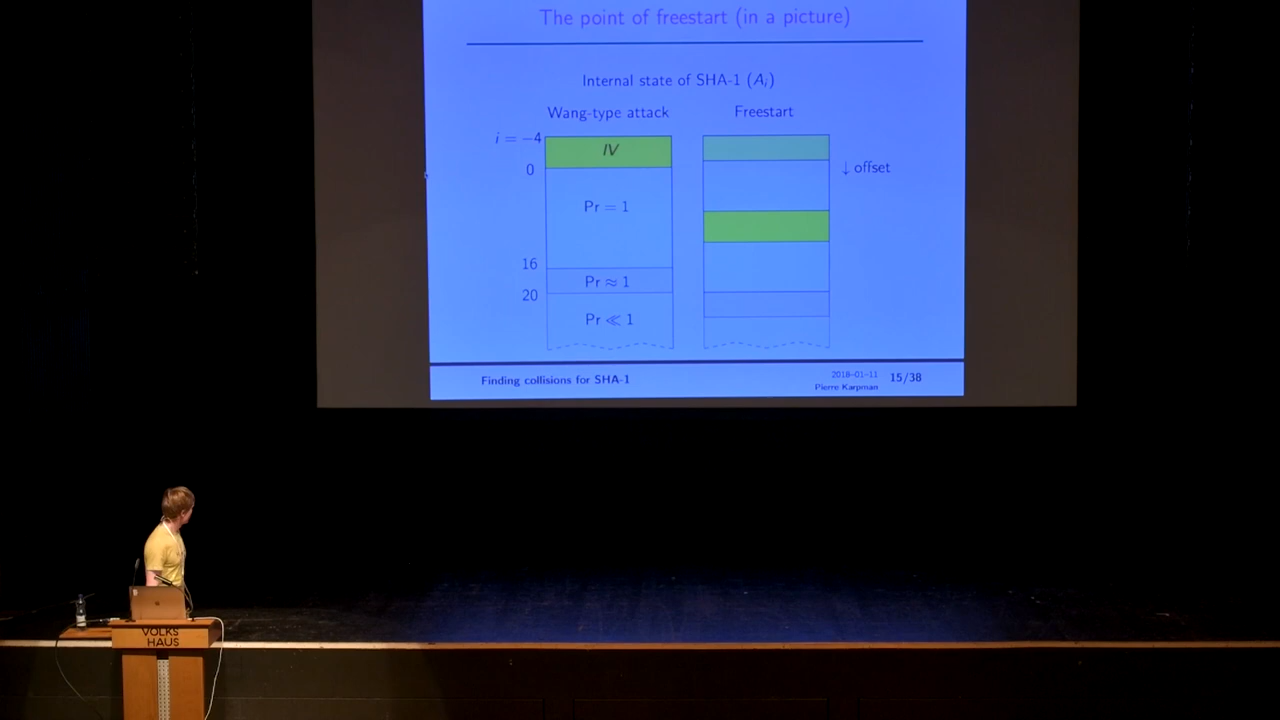 The point of freestart (in a picture)
Internal state of SHA-1 (Aᵢ)
Wang-type attack
Freestart
i = −4
IV
0
↓ offset
Pr = 1
16
Pr ≈ 1
20
Pr ≪ 1
Finding collisions for SHA-1
2018–01–11
Pierre Karpman
15/38
VOLKS
HAUS